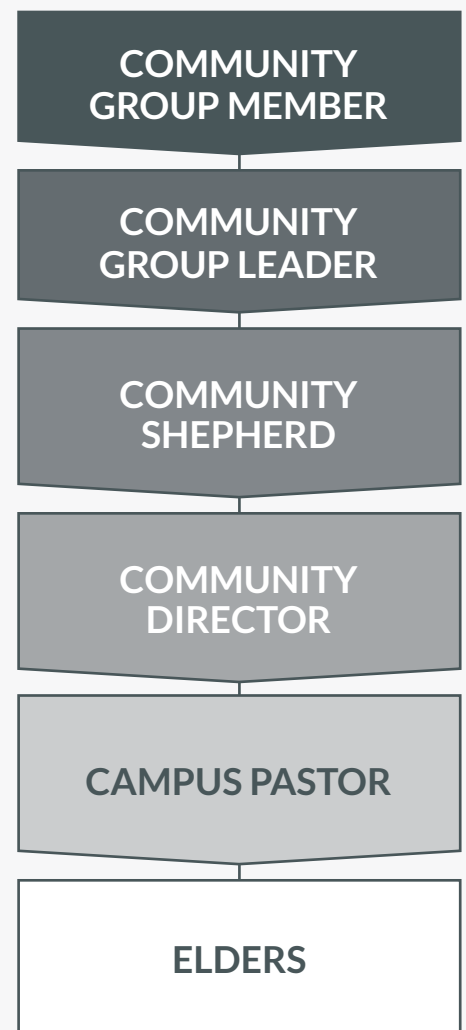 COMMUNITY
GROUP MEMBER
COMMUNITY
GROUP LEADER
COMMUNITY
SHEPHERD
COMMUNITY
DIRECTOR
CAMPUS PASTOR
ELDERS